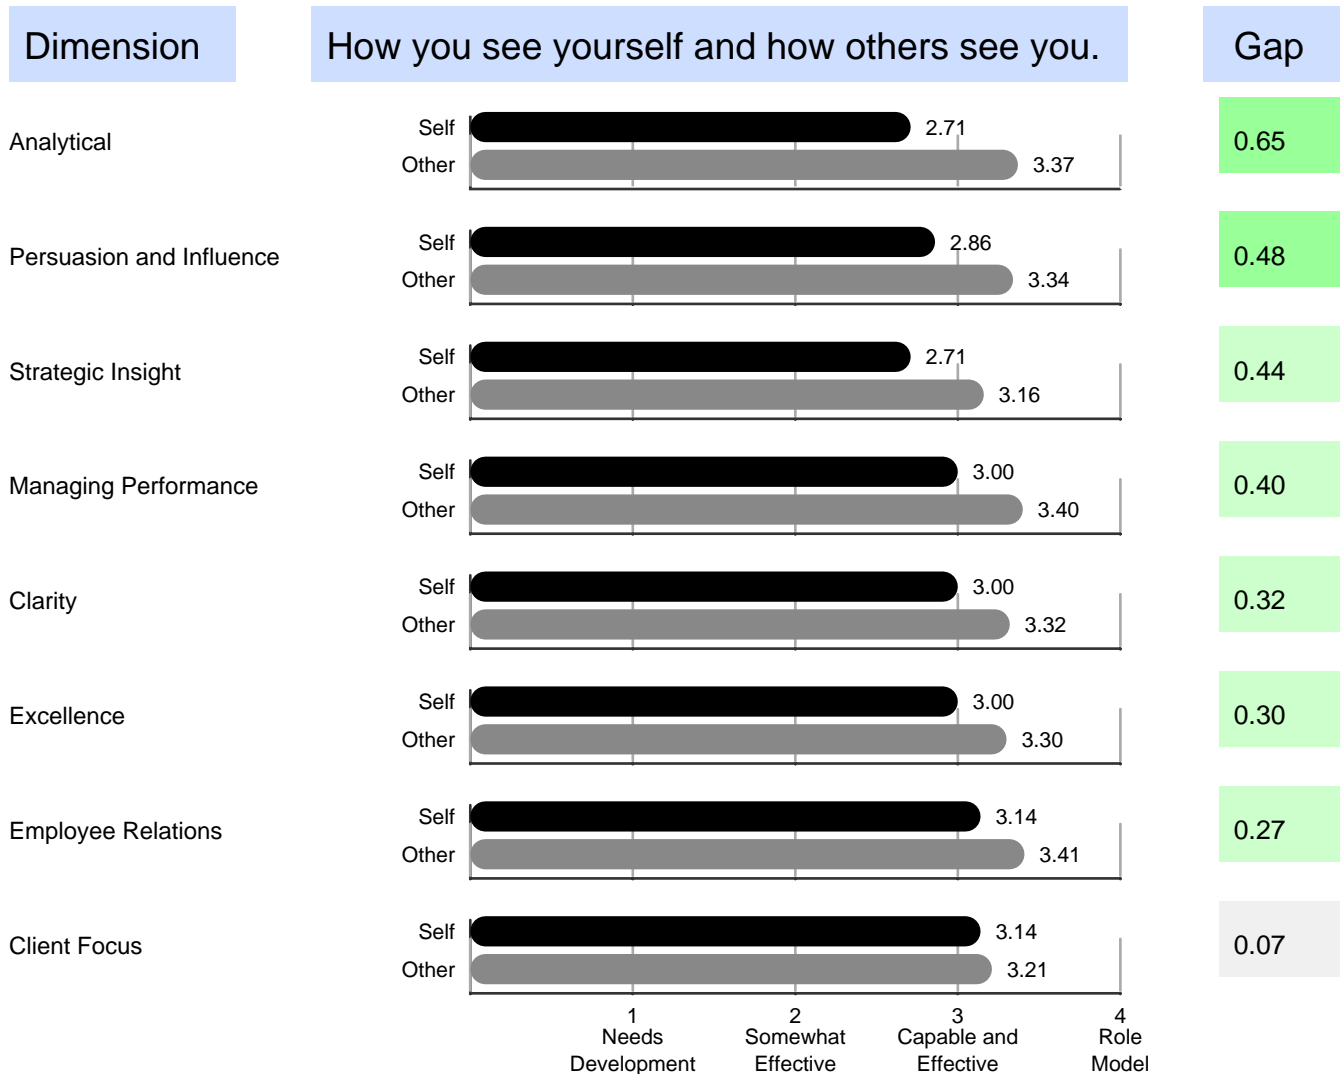 Dimension
How you see yourself and how others see you.
Gap
Analytical
Self
2.71
Other
3.37
0.65
Persuasion and Influence
Self
2.86
Other
3.34
0.48
Strategic Insight
Self
2.71
Other
3.16
0.44
Managing Performance
Self
3.00
Other
3.40
0.40
Clarity
Self
3.00
Other
3.32
0.32
Excellence
Self
3.00
Other
3.30
0.30
Employee Relations
Self
3.14
Other
3.41
0.27
Client Focus
Self
3.14
Other
3.21
0.07
1
Needs
Development
2
Somewhat
Effective
3
Capable and
Effective
4
Role
Model